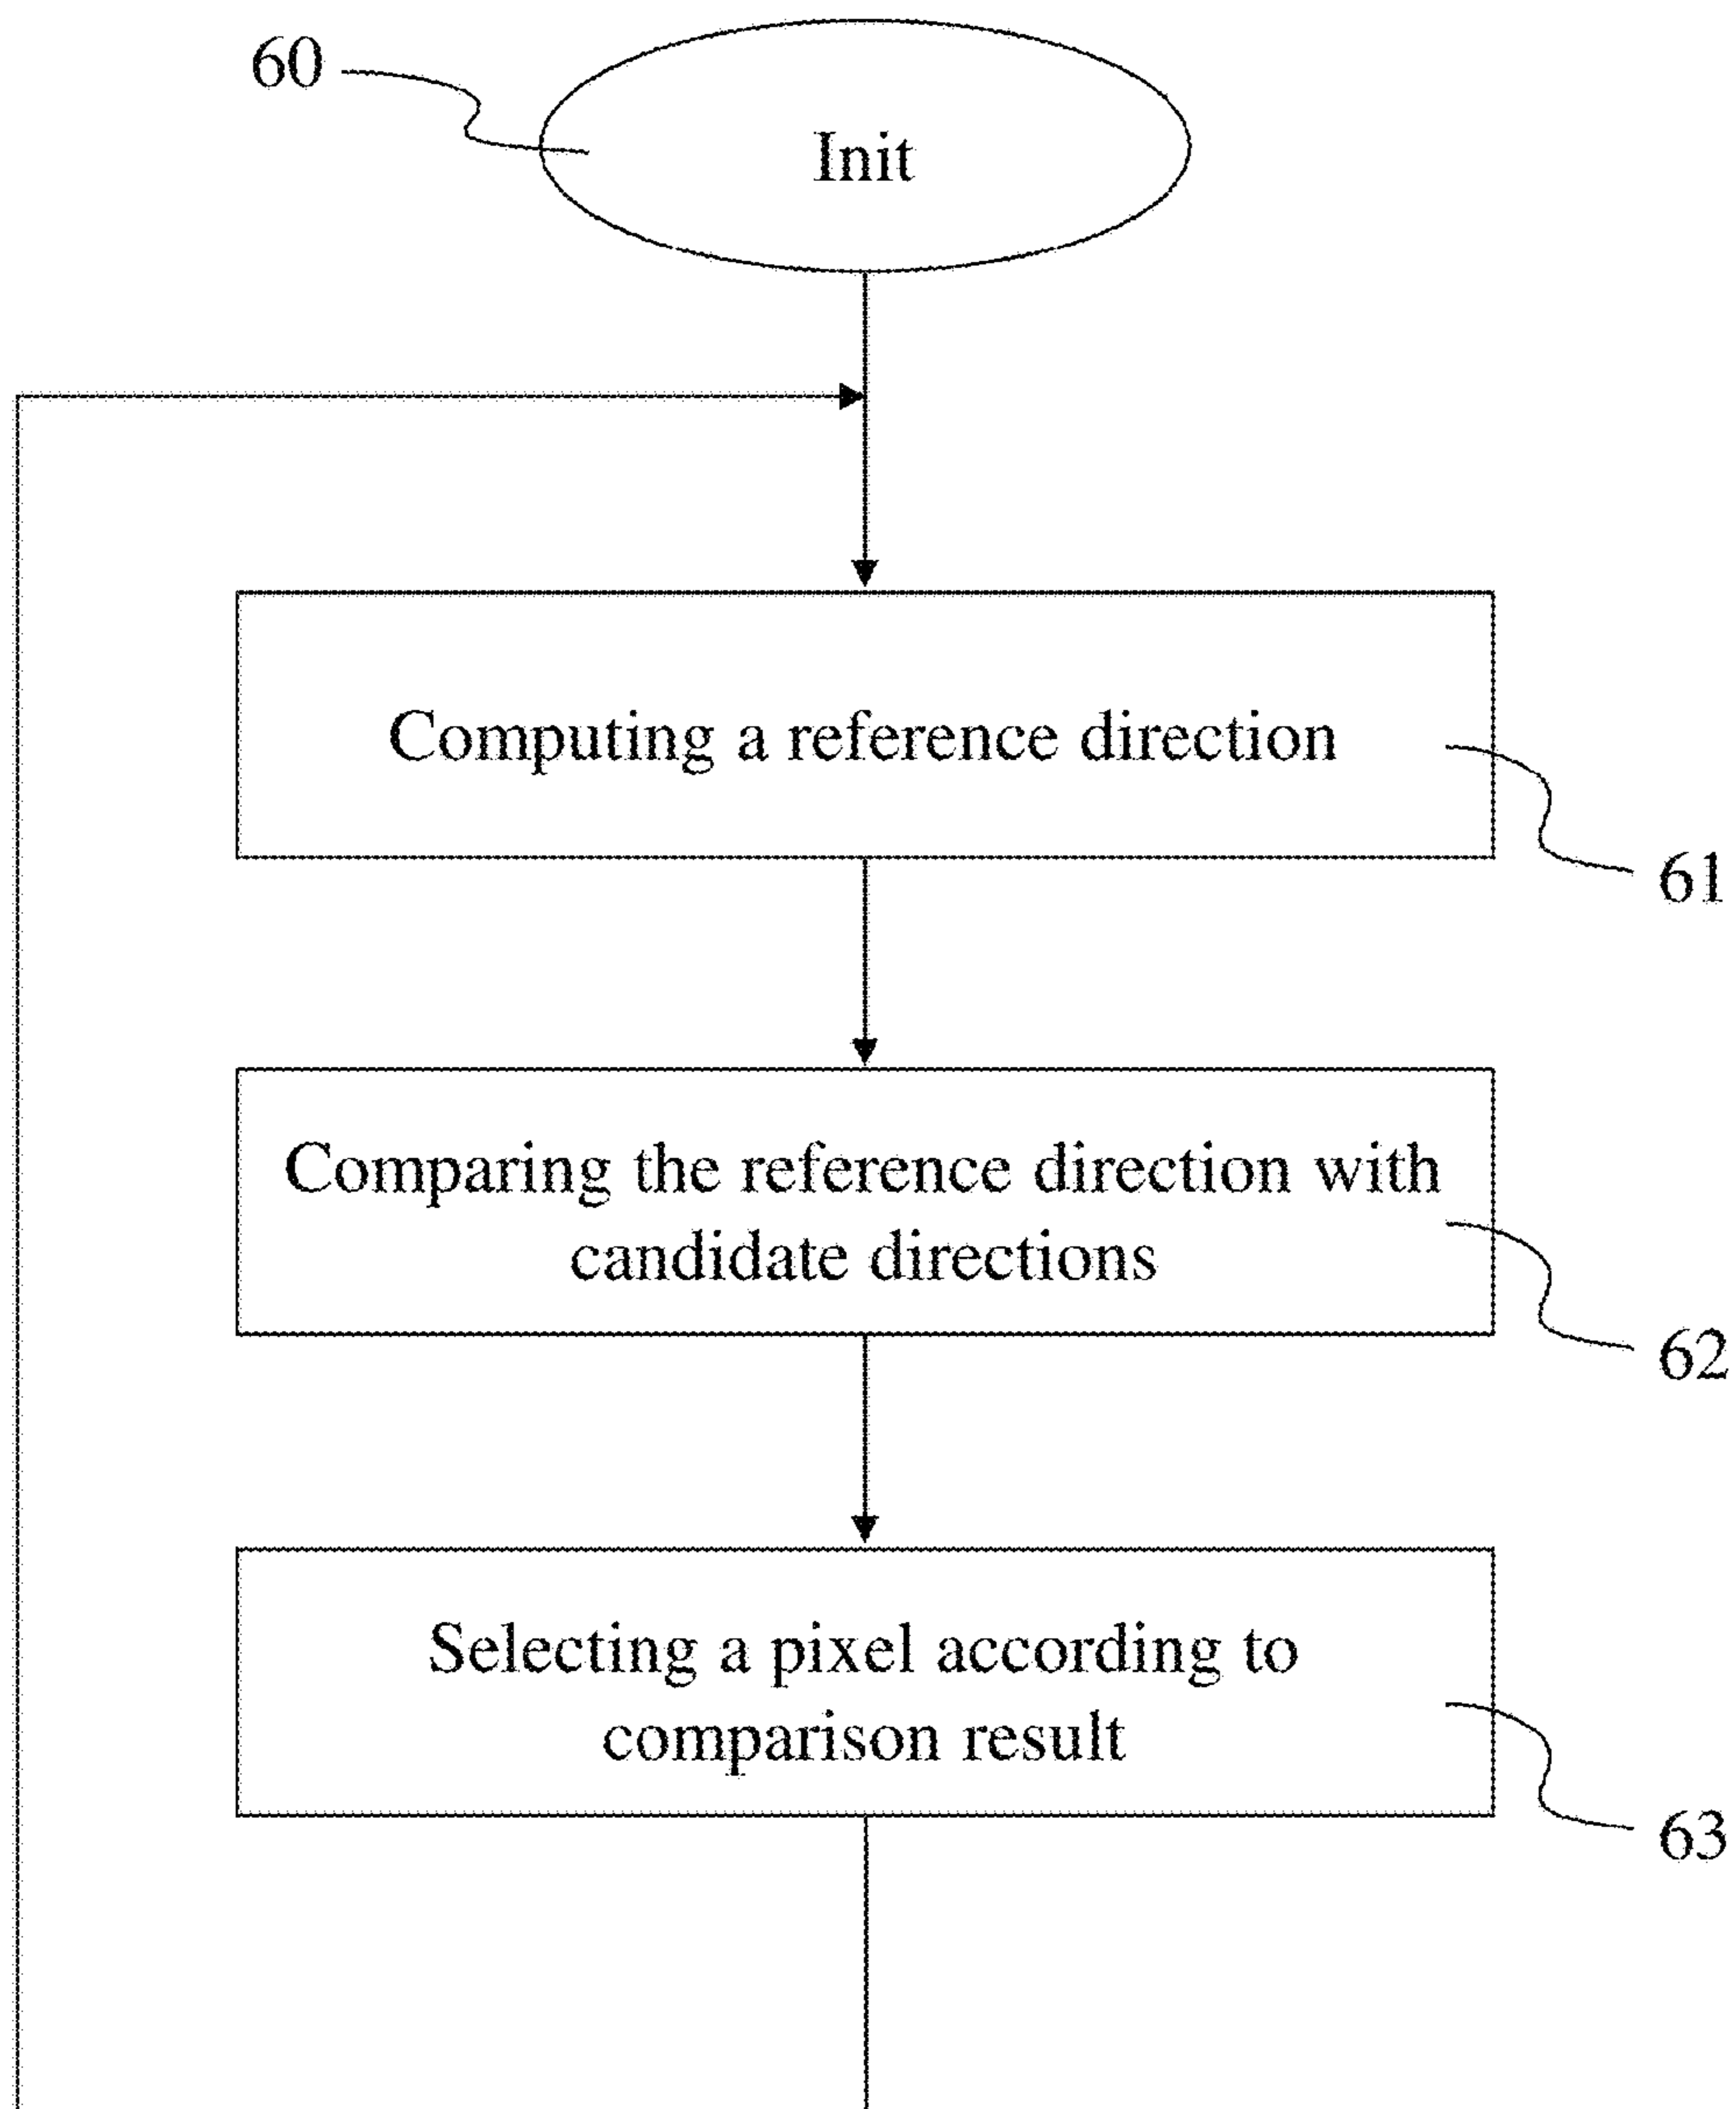 60
Init
Computing a reference direction
61
Comparing the reference direction with
candidate directions
62
Selecting a pixel according to
comparison result
63